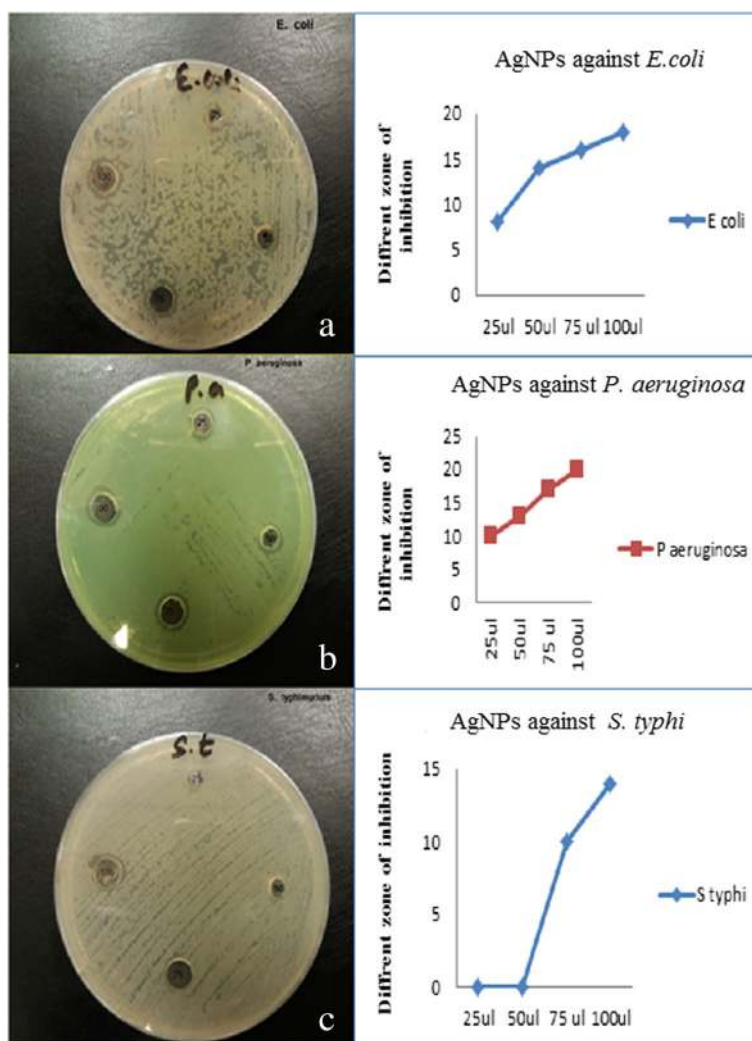 E. coli
E. coli
a
AgNPs against E.coli
Diffrent zone of
inhibition
20
15
10
5
0
25ul 50ul 75 ul 100ul
E coli
P aeruginosa
P. a
b
AgNPs against P. aeruginosa
Diffrent zone of
inhibition
25
20
15
10
5
0
25ul 50ul 75 ul 100ul
P aeruginosa
S. typhimurium
S. t
c
AgNPs against S. typhi
Diffrent zone of inhibition
15
10
5
0
25ul 50ul 75 ul 100ul
S typhi